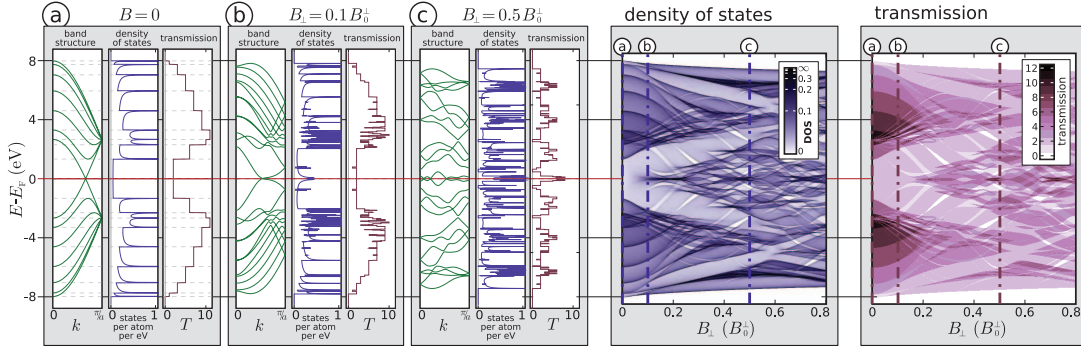 a B = 0
b B⊥ = 0.1 B₀⊥
c B⊥ = 0.5 B₀⊥
density of states
transmission
band structure
density of states
transmission
band structure
density of states
transmission
band structure
density of states
transmission
a b c
a b c
E-E_F (eV)
8
4
0
-4
-8
∞
0.3
0.2
0.1
0
DOS
12
10
8
6
4
2
0
transmission
k π/a
0 1
states per atom per eV
0 10
T
k π/a
0 1
states per atom per eV
0 10
T
k π/a
0 1
states per atom per eV
0 10
T
0 0.2 0.4 0.6 0.8
B⊥ (B₀⊥)
0 0.2 0.4 0.6 0.8
B⊥ (B₀⊥)